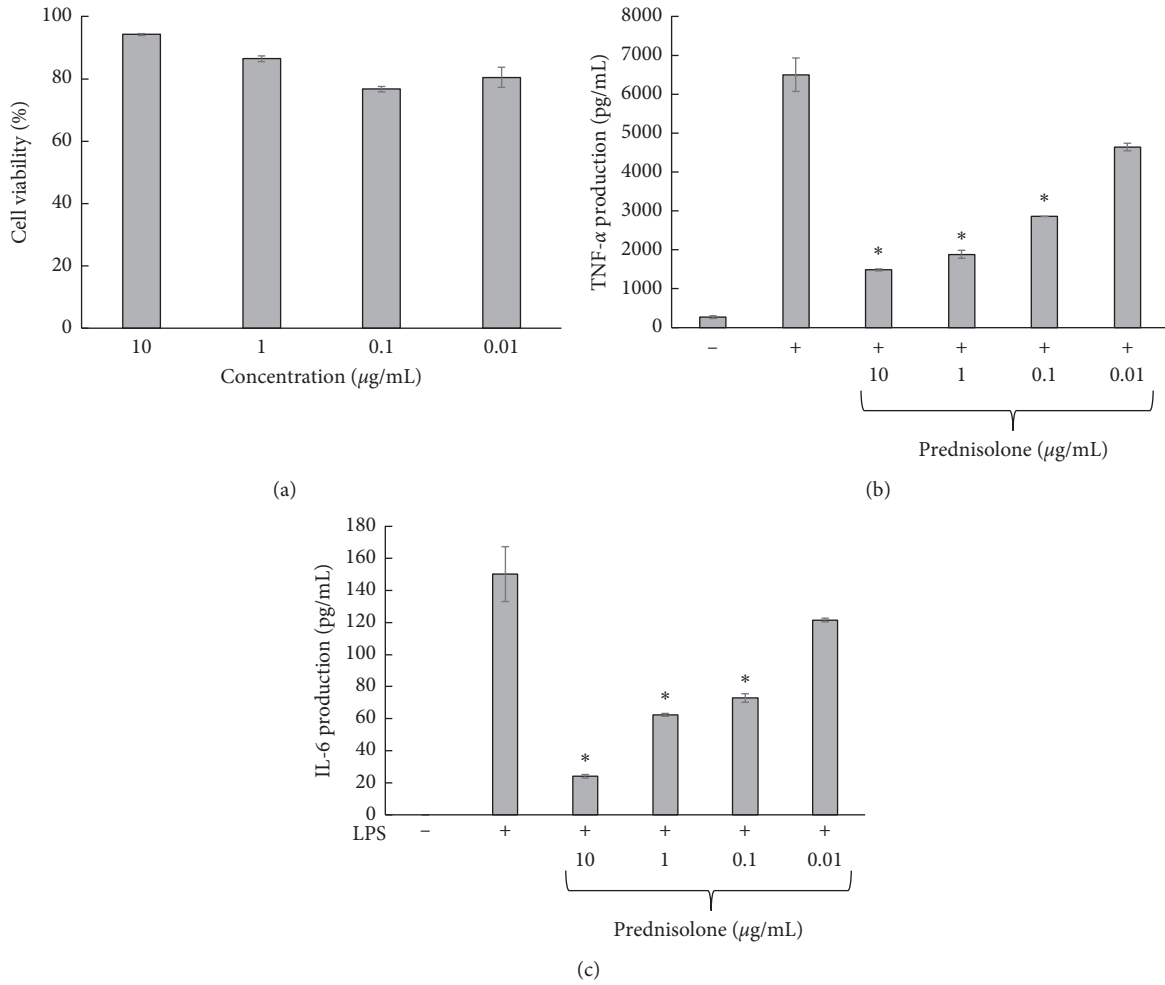 100
80
60
40
20
0
Cell viability (%)
10 1 0.1 0.01
Concentration (μg/mL)
(a)
8000
7000
6000
5000
4000
3000
2000
1000
0
TNF-α production (pg/mL)
* * *
– + + + + +
10 1 0.1 0.01
Prednisolone (μg/mL)
(b)
180
160
140
120
100
80
60
40
20
0
IL-6 production (pg/mL)
* * *
LPS – + + + + +
10 1 0.1 0.01
Prednisolone (μg/mL)
(c)